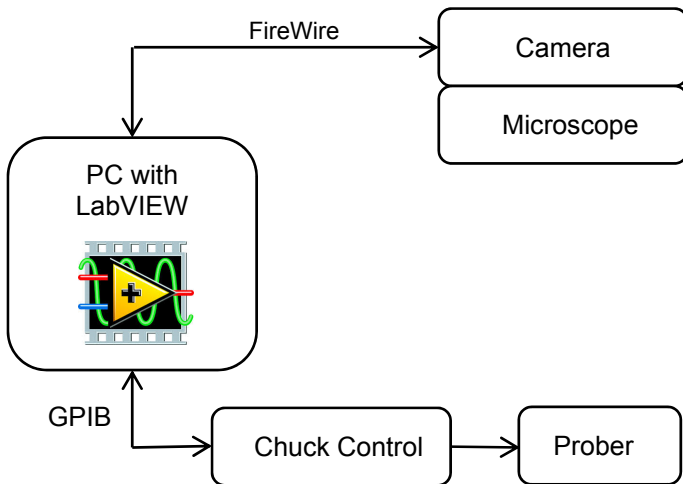 FireWire
Camera
Microscope
PC with
LabVIEW
GPIB
Chuck Control
Prober